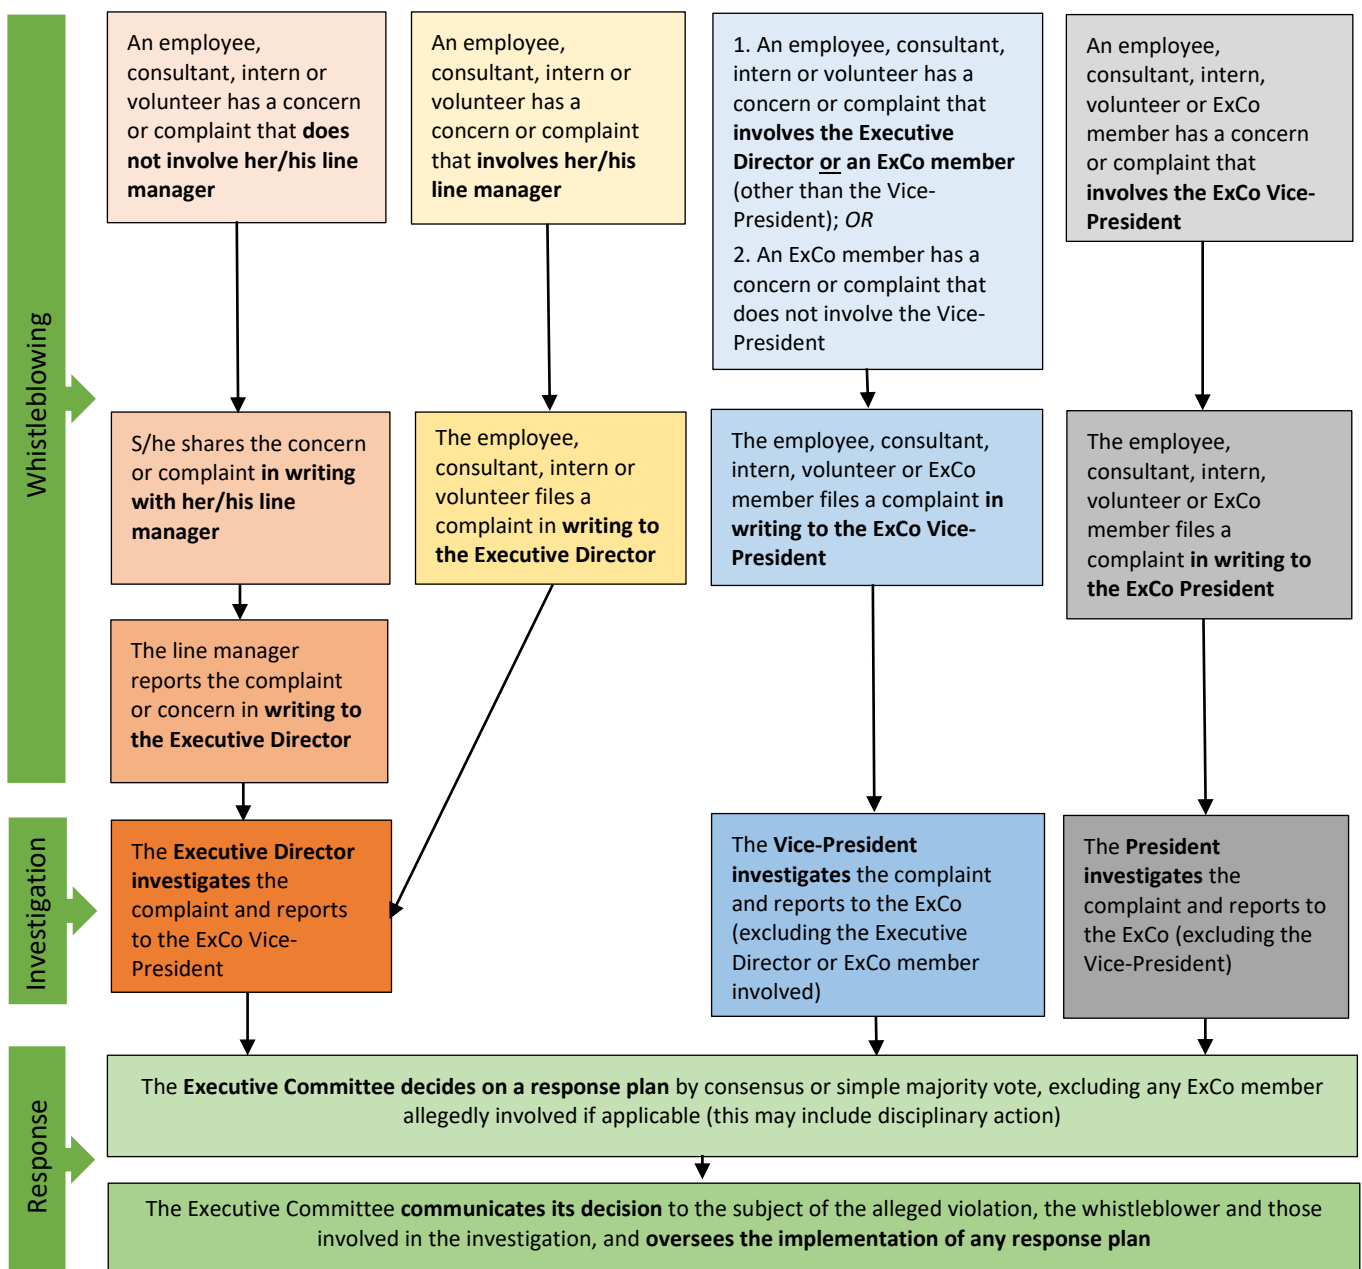 Whistleblowing
An employee,
consultant, intern or
volunteer has a concern
or complaint that does
not involve her/his line
manager
An employee,
consultant, intern or
volunteer has a
concern or complaint
that involves her/his
line manager
1. An employee, consultant,
intern or volunteer has a
concern or complaint that
involves the Executive
Director or an ExCo member
(other than the Vice-
President); OR
2. An ExCo member has a
concern or complaint that
does not involve the Vice-
President
An employee,
consultant, intern,
volunteer or ExCo
member has a concern
or complaint that
involves the ExCo Vice-
President
S/he shares the concern
or complaint in writing
with her/his line
manager
The employee,
consultant, intern or
volunteer files a
complaint in writing to
the Executive Director
The employee, consultant,
intern, volunteer or ExCo
member files a complaint in
writing to the ExCo Vice-
President
The employee,
consultant, intern,
volunteer or ExCo
member files a
complaint in writing to
the ExCo President
The line manager
reports the complaint
or concern in writing to
the Executive Director
Investigation
The Executive Director
investigates the
complaint and reports
to the ExCo Vice-
President
The Vice-President
investigates the complaint
and reports to the ExCo
(excluding the Executive
Director or ExCo member
involved)
The President
investigates the
complaint and reports to
the ExCo (excluding the
Vice-President)
Response
The Executive Committee decides on a response plan by consensus or simple majority vote, excluding any ExCo member
allegedly involved if applicable (this may include disciplinary action)
The Executive Committee communicates its decision to the subject of the alleged violation, the whistleblower and those
involved in the investigation, and oversees the implementation of any response plan